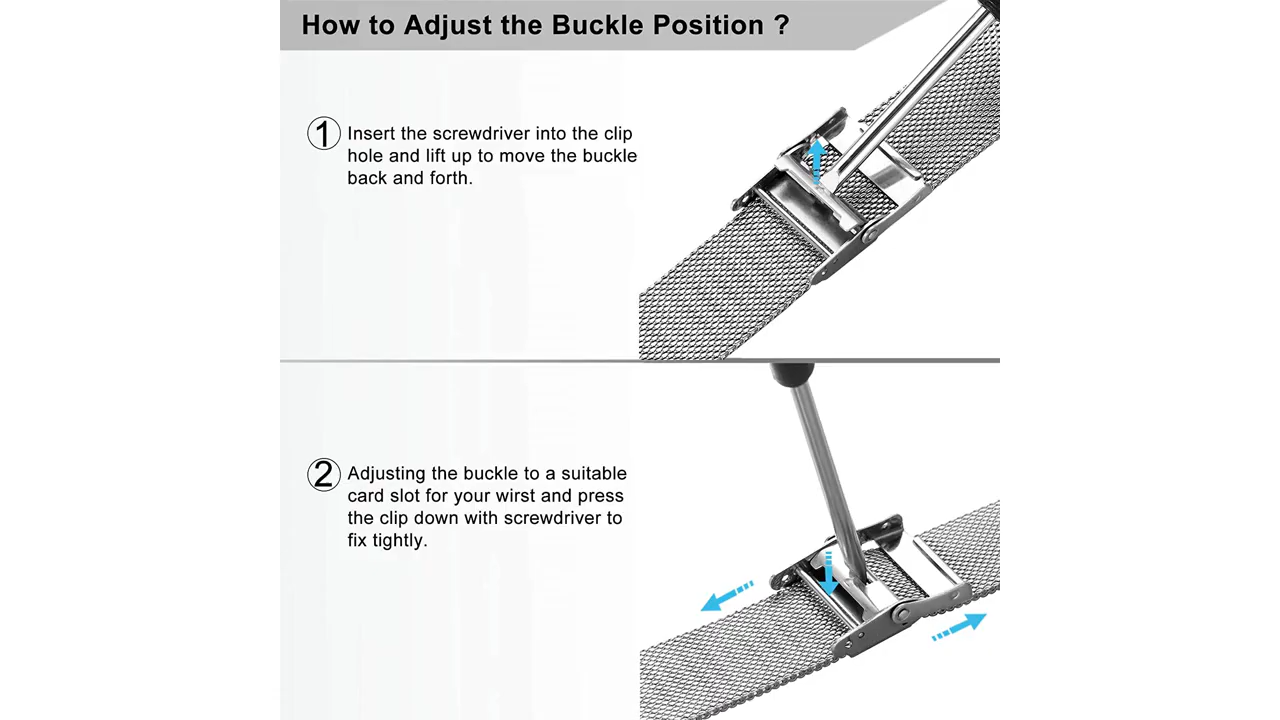 How to Adjust the Buckle Position ?
1 Insert the screwdriver into the clip
hole and lift up to move the buckle
back and forth.
2 Adjusting the buckle to a suitable
card slot for your wirst and press
the clip down with screwdriver to
fix tightly.